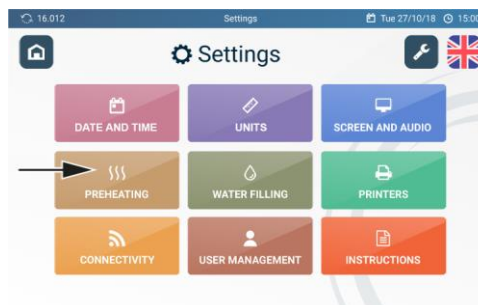 16.012 Settings Tue 27/10/18 15:00
Settings
DATE AND TIME UNITS SCREEN AND AUDIO
PREHEATING WATER FILLING PRINTERS
CONNECTIVITY USER MANAGEMENT INSTRUCTIONS